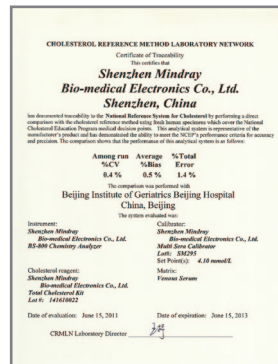 CHOLESTEROL REFERENCE METHOD LABORATORY NETWORK
Certificate of Traceability
This certifies that
Shenzhen Mindray
Bio-medical Electronics Co., Ltd.
Shenzhen, China
has documented traceability to the National Reference System for Cholesterol by performing a direct
comparison with the cholesterol reference method using fresh human specimens which cover the National
Cholesterol Education Program medical decision points. This analytical system is representative of the
manufacturer's product and has demonstrated the ability to meet the NCEP's performance criteria for accuracy
and precision. The comparison shows that the performance of this analytical system is as follows:
Among run Average %Total
%CV %Bias Error
0.4 % 0.5 % 1.4 %
The comparison was performed with
Beijing Institute of Geriatrics Beijing Hospital
China, Beijing
The system evaluated was:
Instrument: Calibrator:
Shenzhen Mindray Shenzhen Mindray
Bio-medical Electronics Co., Ltd. Bio-medical Electronics Co., Ltd.
BS-800 Chemistry Analyzer Multi Sera Calibrator
Lot#: SM295
Set Point(s): 4.10 mmol/L
Cholesterol reagent: Matrix:
Shenzhen Mindray Venous Serum
Bio-medical Electronics Co., Ltd.
Total Cholesterol Kit
Lot #: 141610022
Date of evaluation: June 15, 2011 Date of expiration: June 15, 2013
CRMLN Laboratory Director